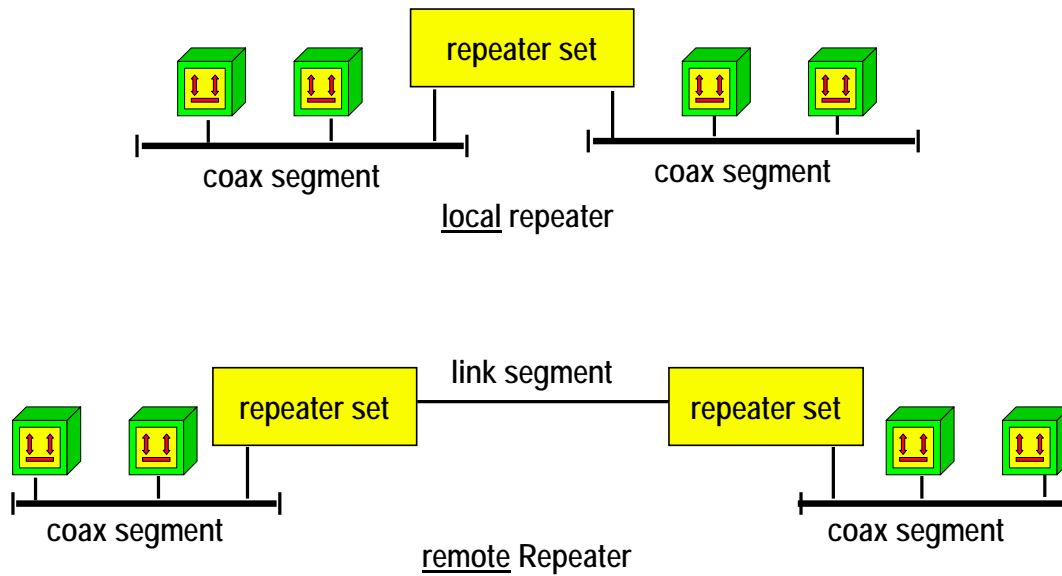 repeater set
coax segment
coax segment
local repeater
link segment
repeater set
repeater set
coax segment
coax segment
remote Repeater